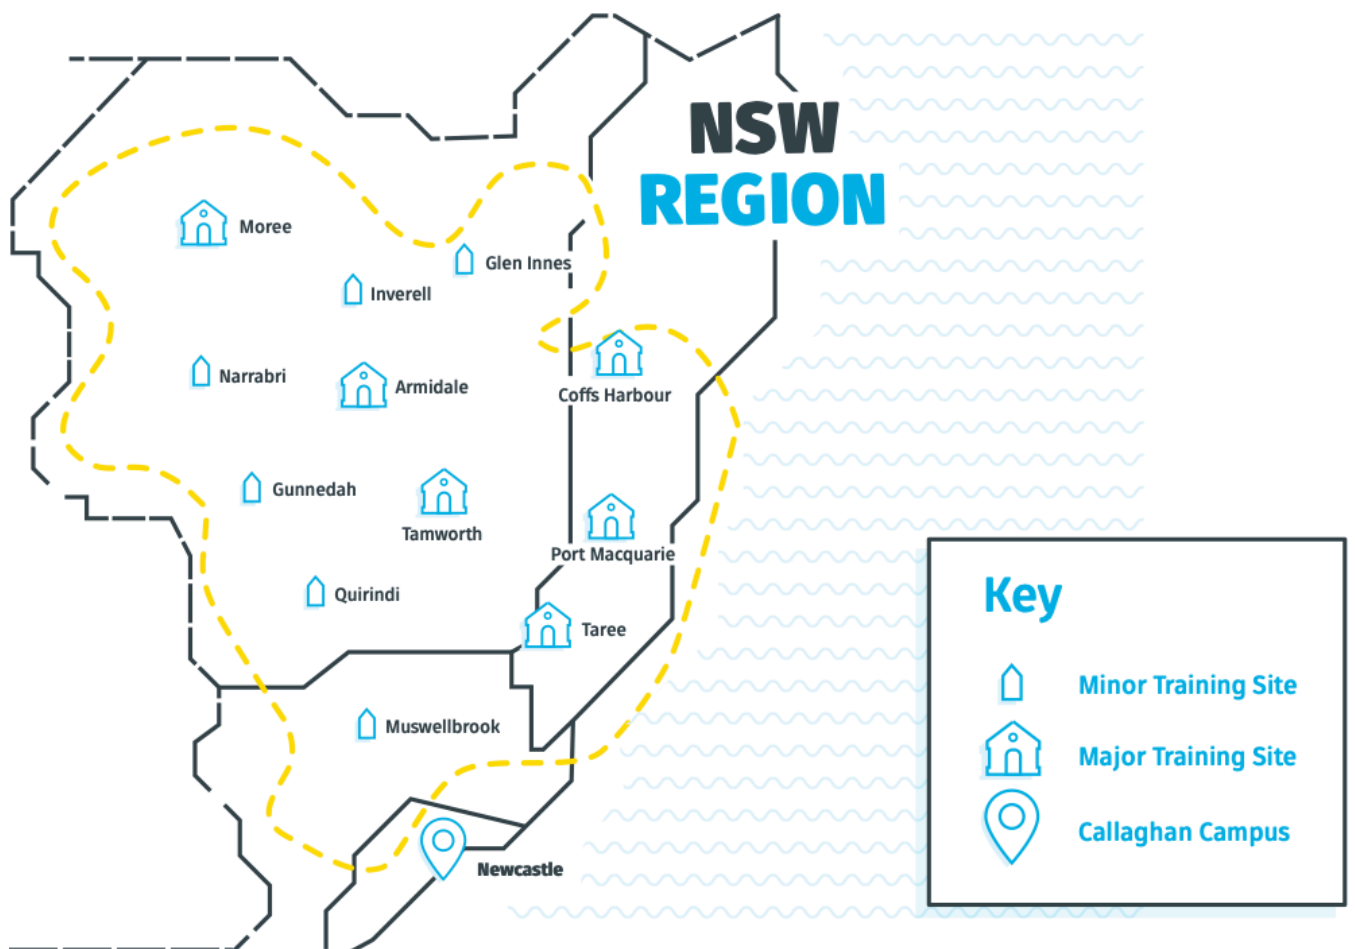 NSW
REGION
Moree
Glen Innes
Inverell
Narrabri
Armidale
Coffs Harbour
Gunnedah
Tamworth
Port Macquarie
Quirindi
Taree
Muswellbrook
Newcastle
Key
Minor Training Site
Major Training Site
Callaghan Campus